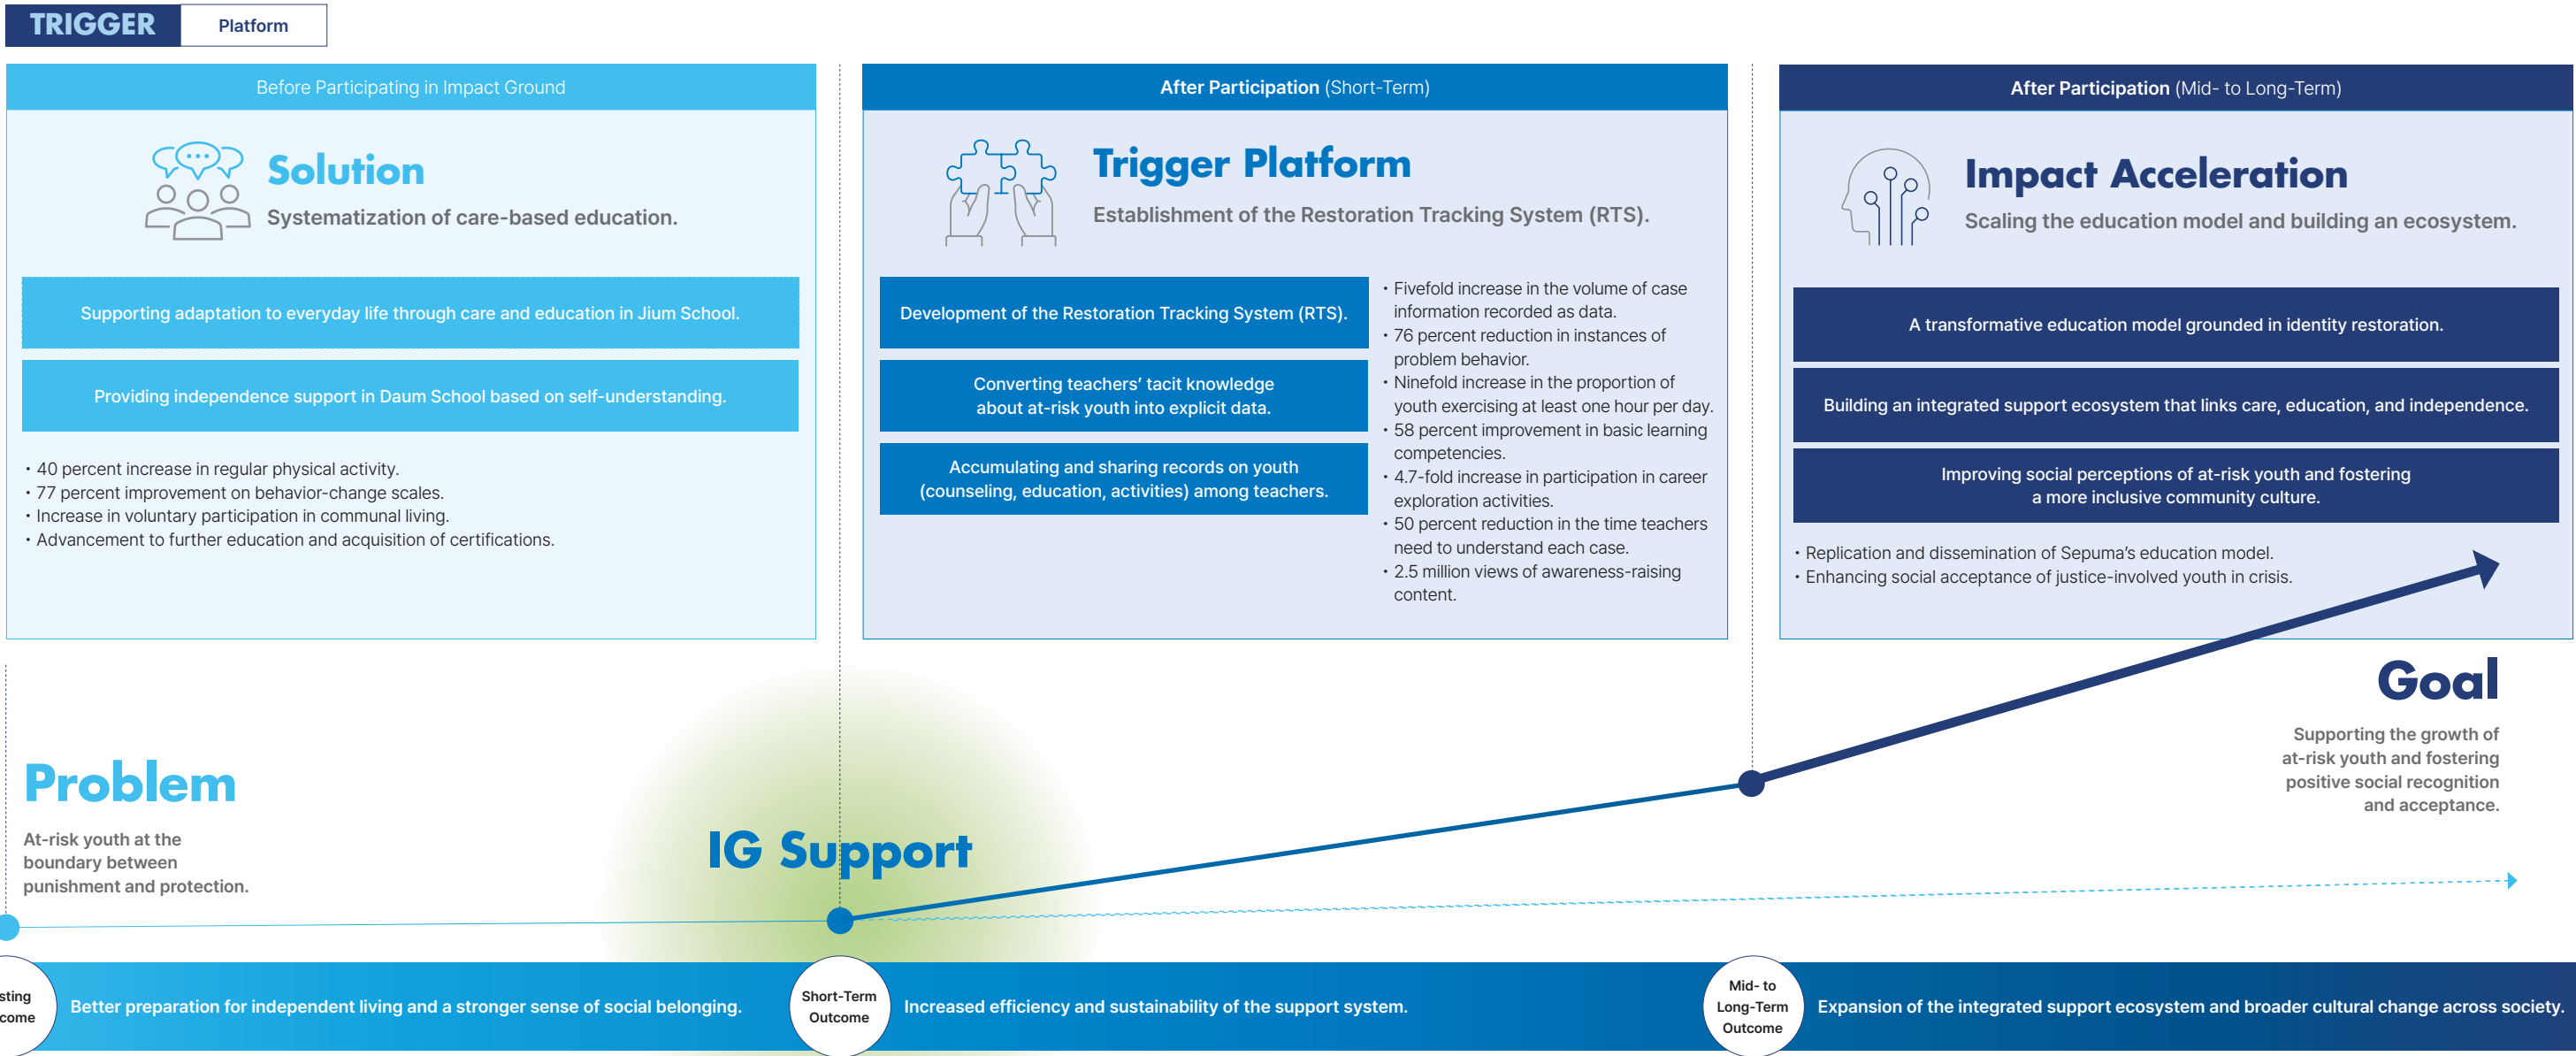 TRIGGER
Platform
Before Participating in Impact Ground
Solution
Systematization of care-based education.
Supporting adaptation to everyday life through care and education in Jium School.
Providing independence support in Daum School based on self-understanding.
• 40 percent increase in regular physical activity.
• 77 percent improvement on behavior-change scales.
• Increase in voluntary participation in communal living.
• Advancement to further education and acquisition of certifications.
After Participation (Short-Term)
Trigger Platform
Establishment of the Restoration Tracking System (RTS).
Development of the Restoration Tracking System (RTS).
Converting teachers’ tacit knowledge
about at-risk youth into explicit data.
Accumulating and sharing records on youth
(counseling, education, activities) among teachers.
• Fivefold increase in the volume of case
information recorded as data.
• 76 percent reduction in instances of
problem behavior.
• Ninefold increase in the proportion of
youth exercising at least one hour per day.
• 58 percent improvement in basic learning
competencies.
• 4.7-fold increase in participation in career
exploration activities.
• 50 percent reduction in the time teachers
need to understand each case.
• 2.5 million views of awareness-raising
content.
After Participation (Mid- to Long-Term)
Impact Acceleration
Scaling the education model and building an ecosystem.
A transformative education model grounded in identity restoration.
Building an integrated support ecosystem that links care, education, and independence.
Improving social perceptions of at-risk youth and fostering
a more inclusive community culture.
• Replication and dissemination of Sepuma’s education model.
• Enhancing social acceptance of justice-involved youth in crisis.
Problem
At-risk youth at the
boundary between
punishment and protection.
IG Support
Goal
Supporting the growth of
at-risk youth and fostering
positive social recognition
and acceptance.
sting
come
Better preparation for independent living and a stronger sense of social belonging.
Short-Term
Outcome
Increased efficiency and sustainability of the support system.
Mid- to
Long-Term
Outcome
Expansion of the integrated support ecosystem and broader cultural change across society.